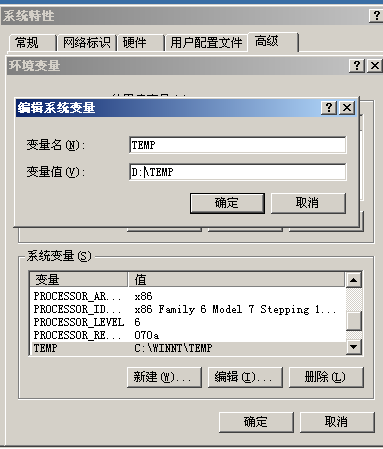 系统特性
常规 网络标识 硬件 用户配置文件 高级
环境变量
编辑系统变量
变量名(N): TEMP
变量值(V): D:\TEMP
确定 取消
系统变量(S)
变量 值
PROCESSOR_AR... x86
PROCESSOR_ID... x86 Family 6 Model 7 Stepping 1...
PROCESSOR_LEVEL 6
PROCESSOR_RE... 070a
TEMP C:\WINNT\TEMP
新建(W)... 编辑(I)... 删除(L)
确定 取消